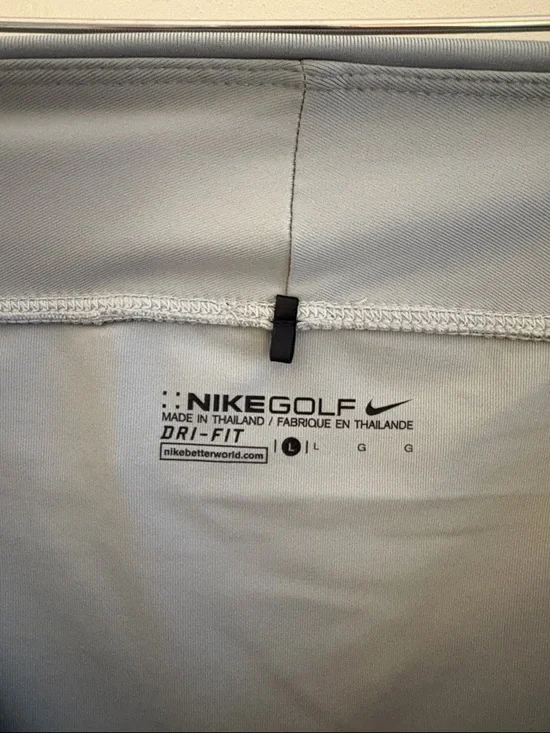 NIKEGOLF
MADE IN THAILAND / FABRIQUE EN THAILANDE
DRI-FIT
nikebetterworld.com | L | L G G